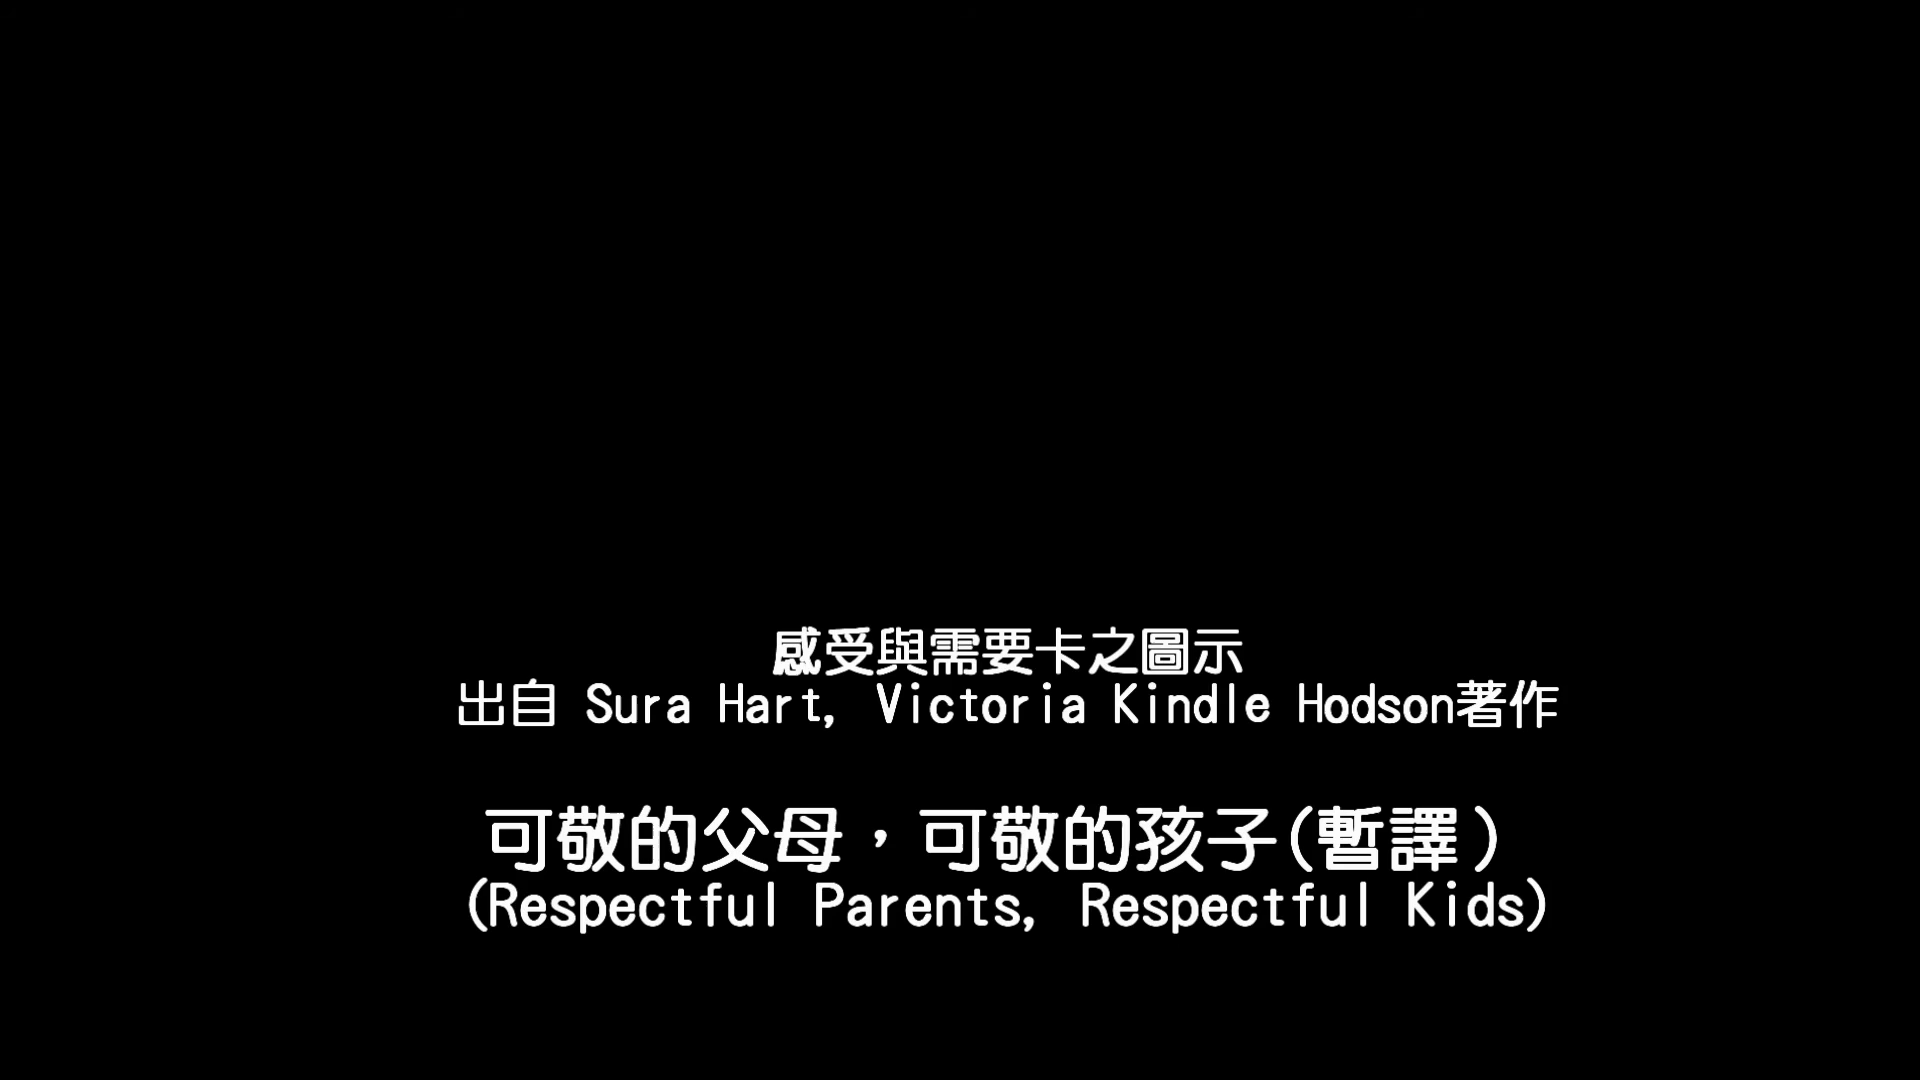 感受與需要卡之圖示
出自 Sura Hart, Victoria Kindle Hodson著作
可敬的父母，可敬的孩子(暫譯)
(Respectful Parents, Respectful Kids)